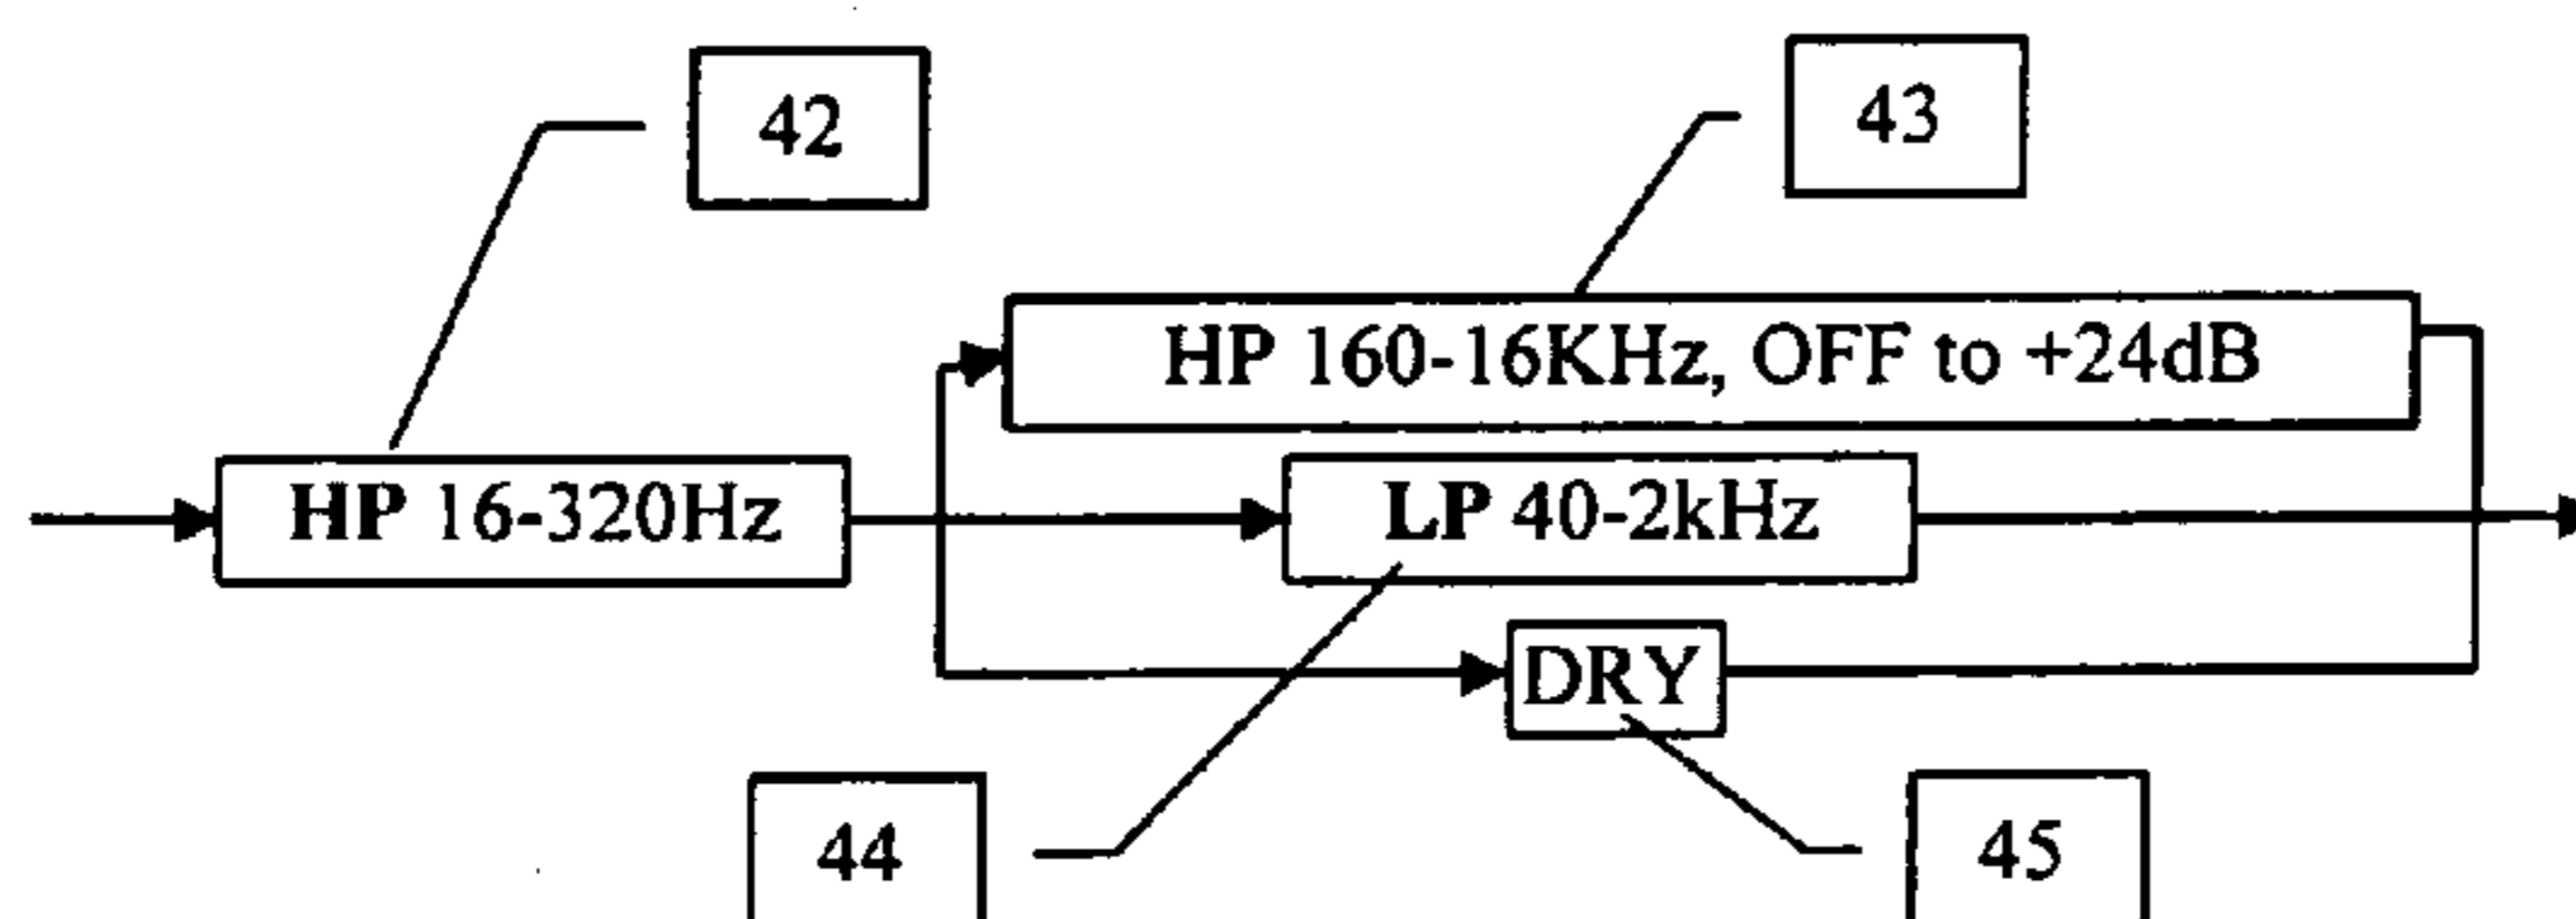 42
43
HP 160-16KHz, OFF to +24dB
HP 16-320Hz
LP 40-2kHz
DRY
44
45